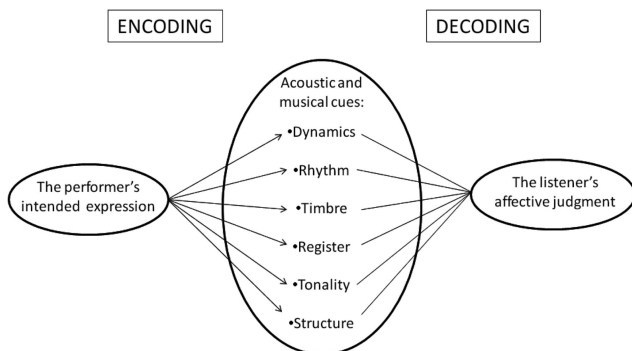 ENCODING
DECODING
Acoustic and
musical cues:
•Dynamics
•Rhythm
•Timbre
•Register
•Tonality
•Structure
The performer's
intended expression
The listener's
affective judgment